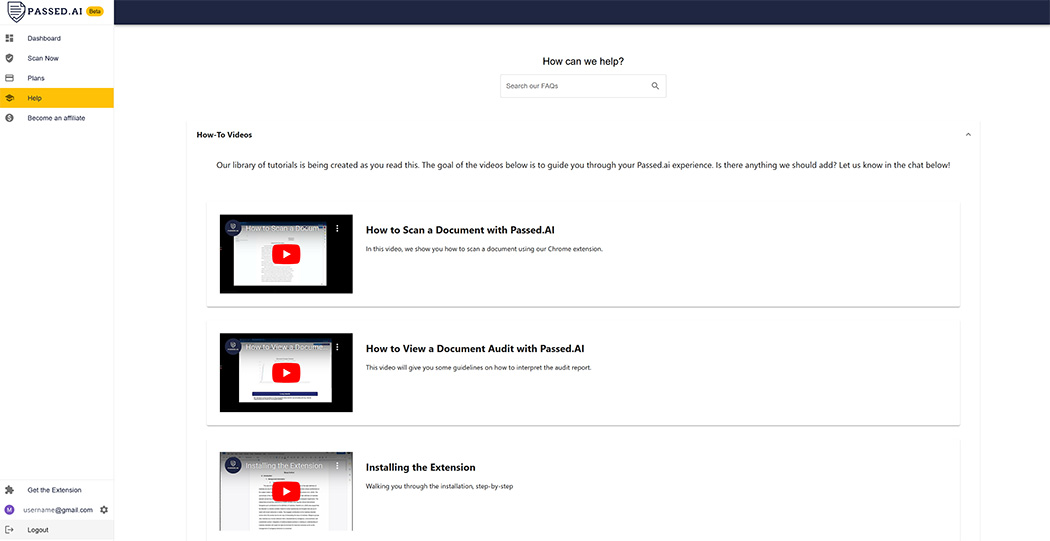 PASSED.AI Beta
Dashboard
Scan Now
Plans
Help
Become an affiliate
Get the Extension
M username@gmail.com
Logout
How can we help?
Search our FAQs
How-To Videos
Our library of tutorials is being created as you read this. The goal of the videos below is to guide you through your Passed.ai experience. Is there anything we should add? Let us know in the chat below!
How to Scan a Docum
How to Scan a Document with Passed.AI
In this video, we show you how to scan a document using our Chrome extension.
How to View a Docume
How to View a Document Audit with Passed.AI
This video will give you some guidelines on how to interpret the audit report.
Installing the Extension
Installing the Extension
Walking you through the installation, step-by-step